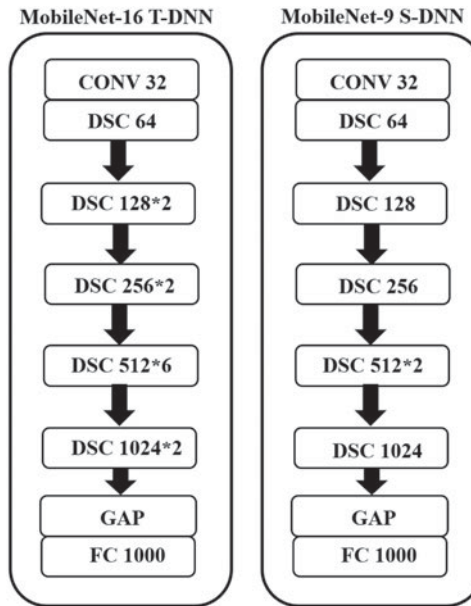 MobileNet-16 T-DNN
CONV 32
DSC 64
DSC 128*2
DSC 256*2
DSC 512*6
DSC 1024*2
GAP
FC 1000
MobileNet-9 S-DNN
CONV 32
DSC 64
DSC 128
DSC 256
DSC 512*2
DSC 1024
GAP
FC 1000